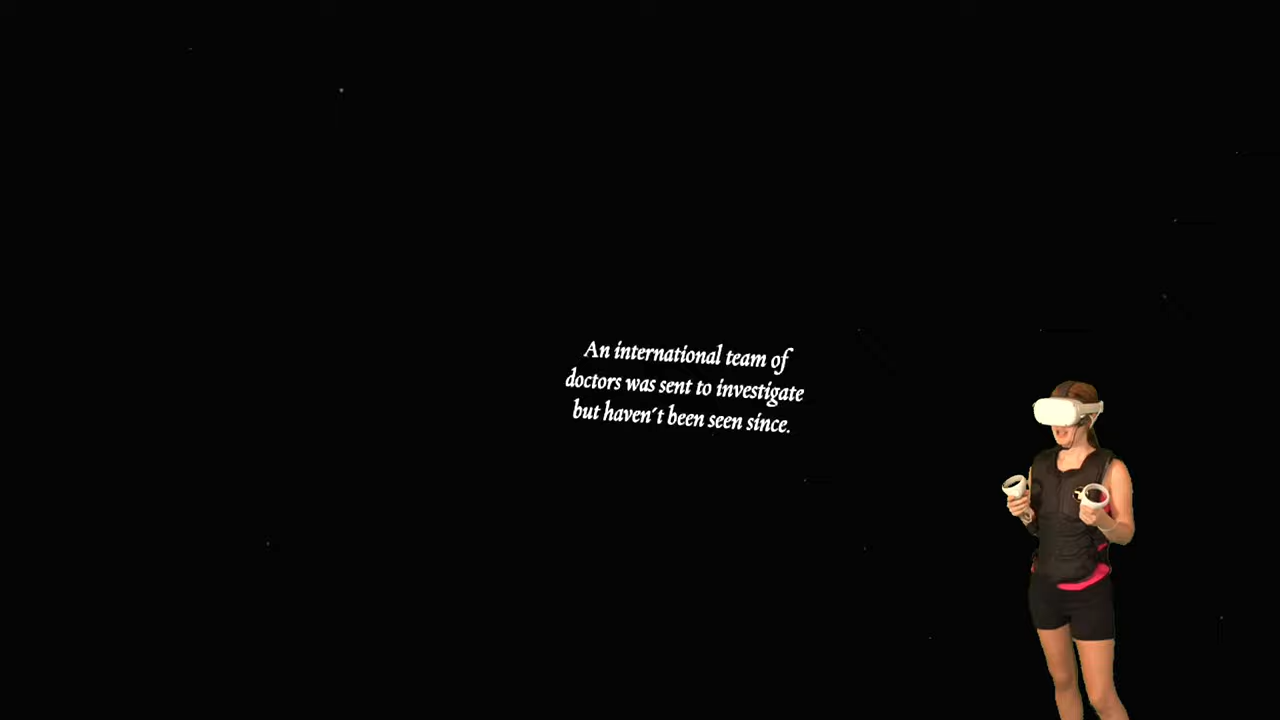 An international team of
doctors was sent to investigate
but haven´t been seen since.